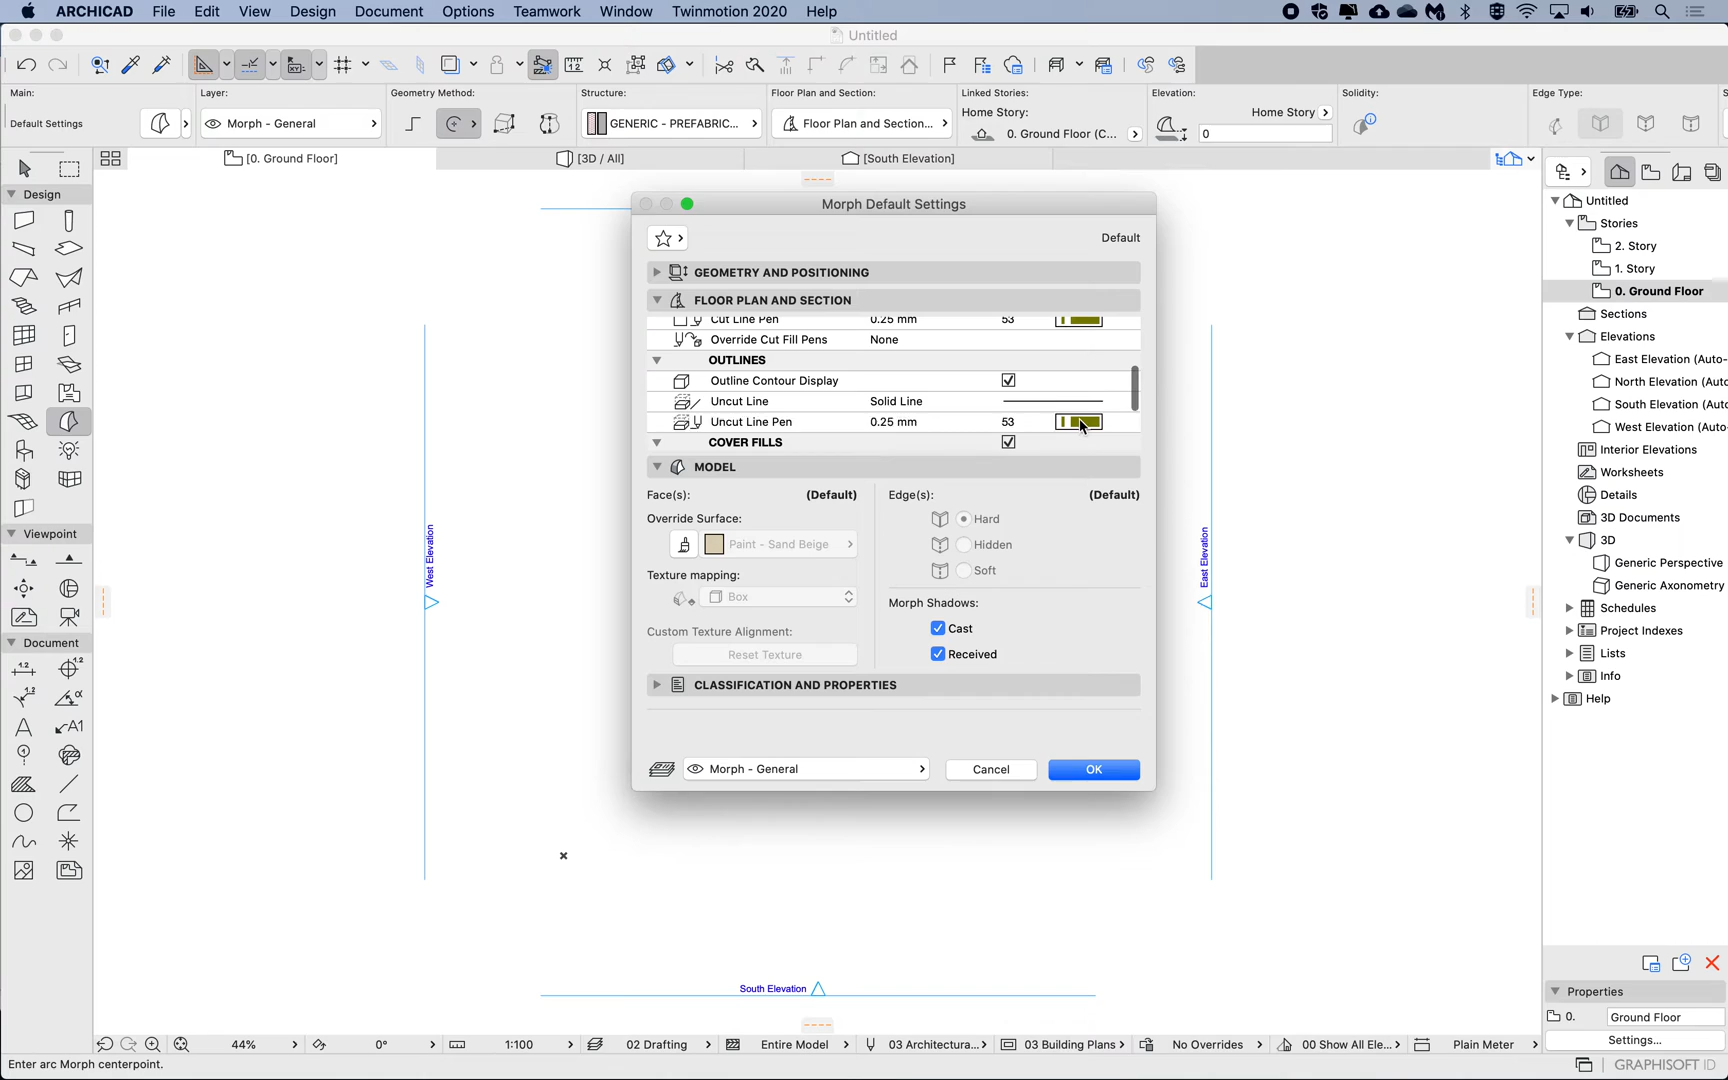 ARCHICAD File Edit View Design Document Options Teamwork Window Twinmotion 2020 Help
Untitled
Main: Layer: Geometry Method: Structure: Floor Plan and Section: Linked Stories: Elevation: Solidity: Edge Type: S
Home Story: Home Story
Default Settings Morph - General GENERIC - PREFABRIC... Floor Plan and Section... 0. Ground Floor (C... 0
[0. Ground Floor] [3D / All] [South Elevation]
Design
Viewpoint
Document
1.2 1.2
1.2 α
A A1
1
West Elevation
East Elevation
South Elevation
Morph Default Settings
Default
GEOMETRY AND POSITIONING
FLOOR PLAN AND SECTION
Cut Line Pen 0.25 mm 53
Override Cut Fill Pens None
OUTLINES
Outline Contour Display
Uncut Line Solid Line
Uncut Line Pen 0.25 mm 53
COVER FILLS
MODEL
Face(s): (Default) Edge(s): (Default)
Override Surface: Hard
Paint - Sand Beige Hidden
Texture mapping: Soft
Box Morph Shadows:
Custom Texture Alignment: Cast
Reset Texture Received
CLASSIFICATION AND PROPERTIES
Morph - General Cancel OK
Untitled
Stories
2. Story
1. Story
0. Ground Floor
Sections
Elevations
East Elevation (Auto-
North Elevation (Auto
South Elevation (Auto
West Elevation (Auto-
Interior Elevations
Worksheets
Details
3D Documents
3D
Generic Perspective
Generic Axonometry
Schedules
Project Indexes
Lists
Info
Help
Properties
0. Ground Floor
Settings...
44% 0° 1:100 02 Drafting Entire Model 03 Architectura... 03 Building Plans No Overrides 00 Show All Ele... Plain Meter
Enter arc Morph centerpoint. GRAPHISOFT ID